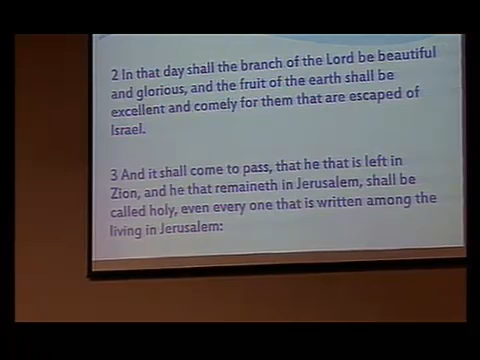 2 In that day shall the branch of the Lord be beautiful
and glorious, and the fruit of the earth shall be
excellent and comely for them that are escaped of
Israel.
3 And it shall come to pass, that he that is left in
Zion, and he that remaineth in Jerusalem, shall be
called holy, even every one that is written among the
living in Jerusalem: